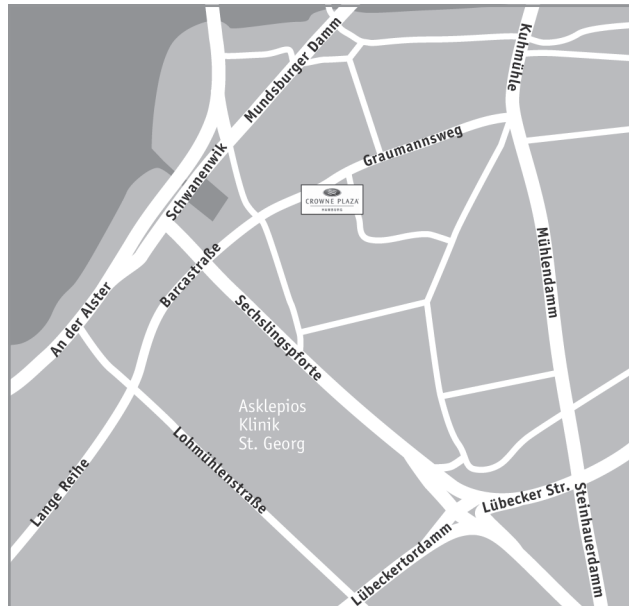 Mundsburger Damm
Kuhmühle
Schwanenwik
Graumannsweg
CROWNE PLAZA
HAMBURG
Barcastraße
Mühlendamm
An der Alster
Sechslingspforte
Asklepios
Klinik
St. Georg
Lohmühlenstraße
Lange Reihe
Lübecker Str.
Steinhauerdamm
Lübeckertordamm